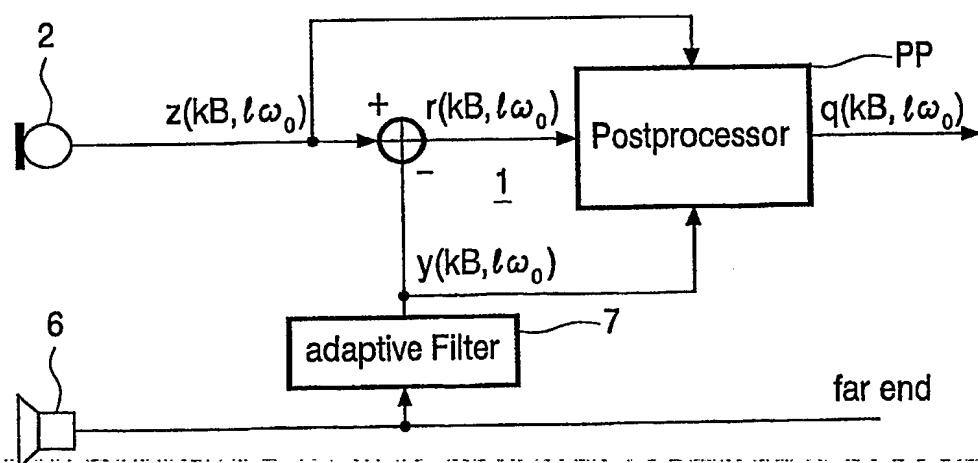 2
PP
z(kB, ℓω₀)
+
r(kB, ℓω₀)
Postprocessor
q(kB, ℓω₀)
−
1
y(kB, ℓω₀)
6
adaptive Filter
7
far end